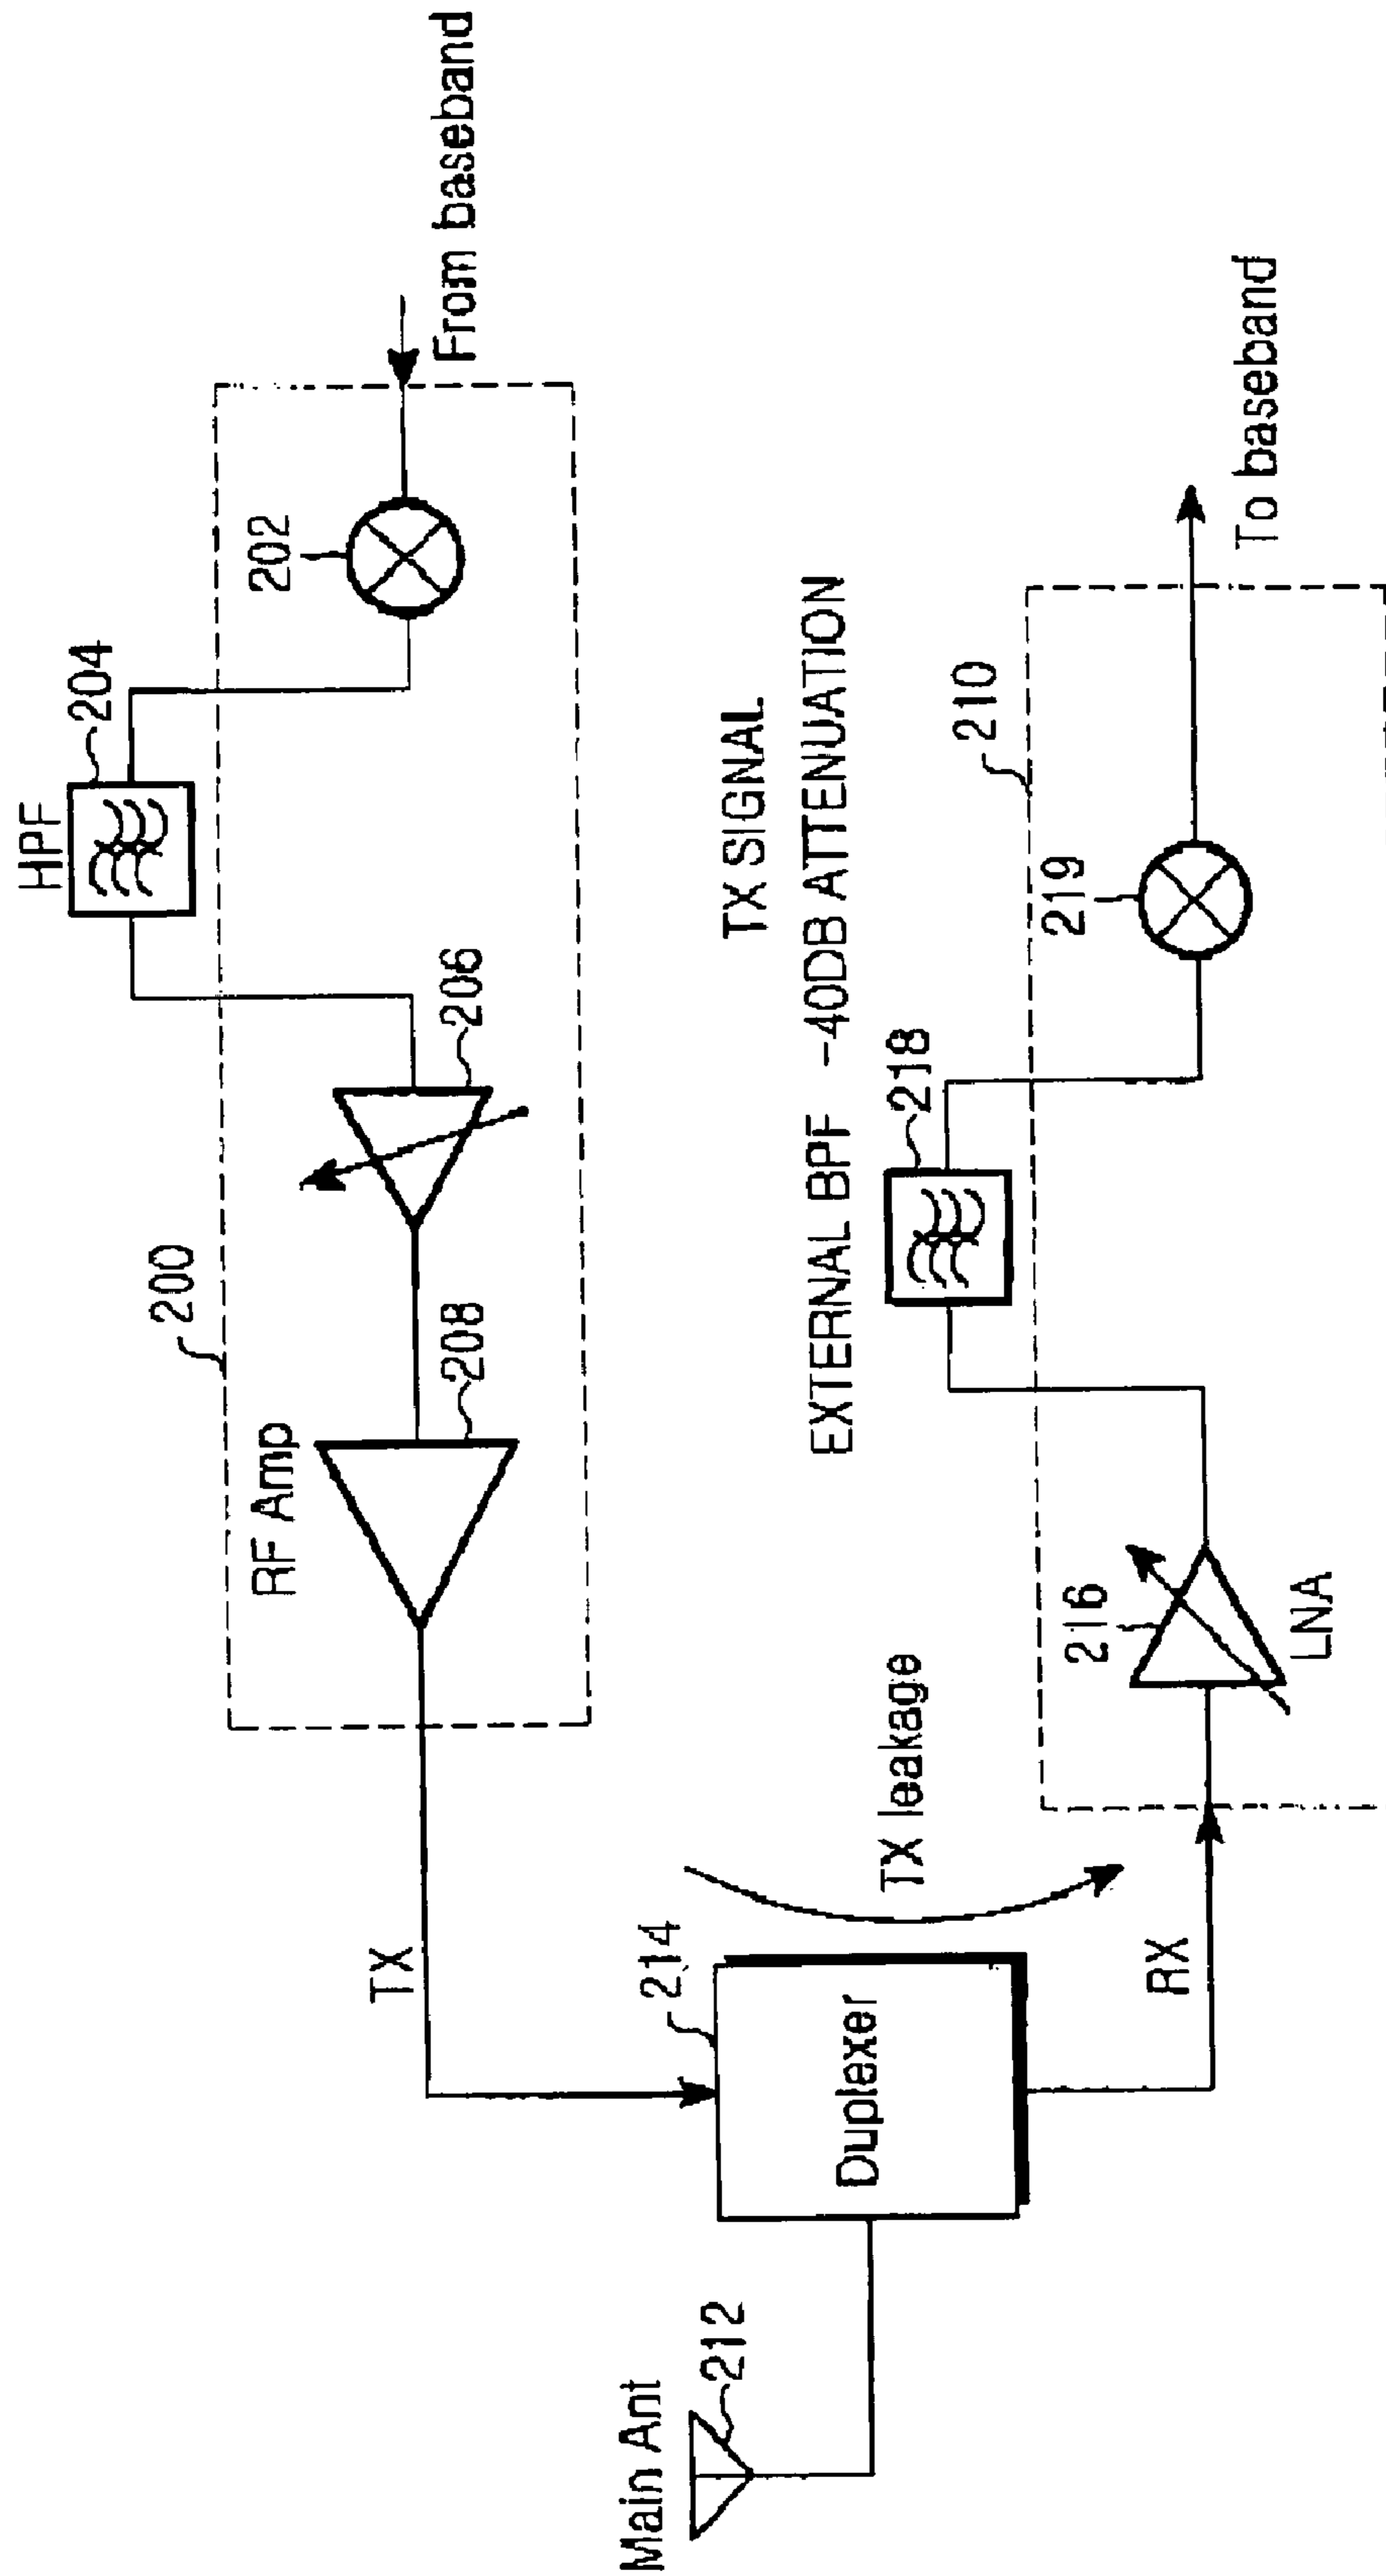 HPF
204
From baseband
202
200
RF Amp
208
206
TX
TX SIGNAL
EXTERNAL BPF -40DB ATTENUATION
218
210
219
To baseband
Main Ant
212
214
Duplexer
TX leakage
RX
216
LNA